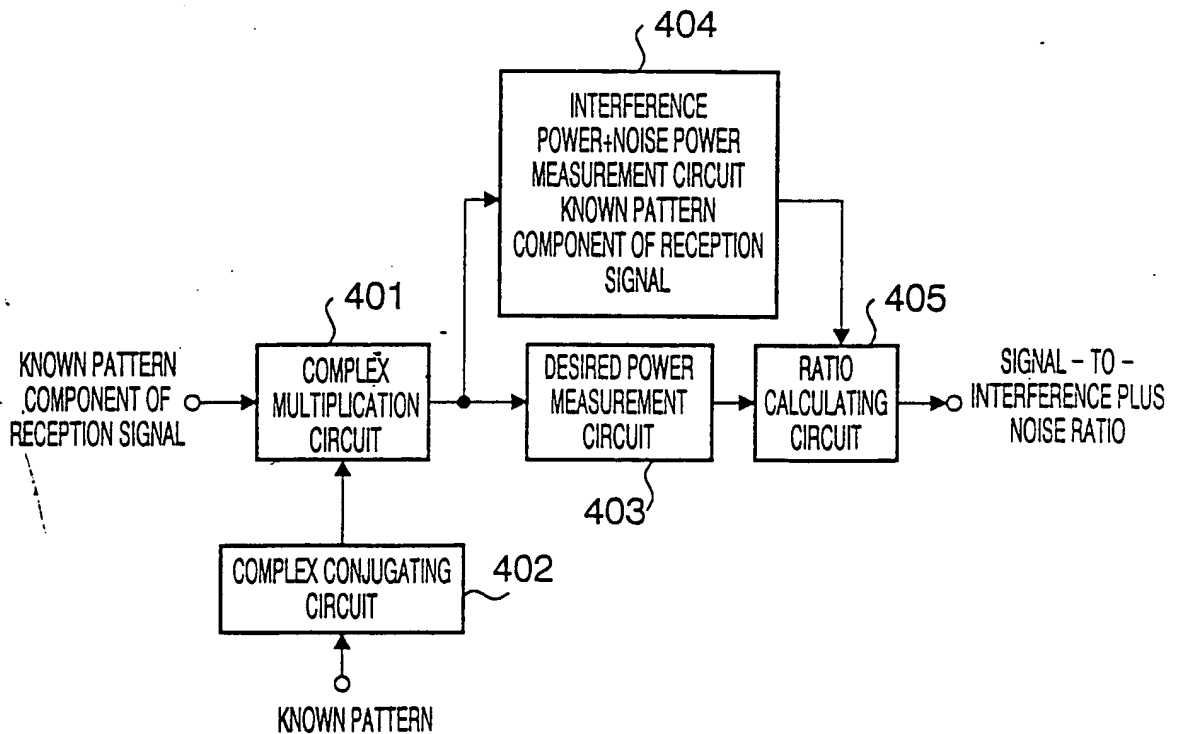 404
INTERFERENCE
POWER+NOISE POWER
MEASUREMENT CIRCUIT
KNOWN PATTERN
COMPONENT OF RECEPTION
SIGNAL
401
405
KNOWN PATTERN
COMPONENT OF
RECEPTION SIGNAL
COMPLEX
MULTIPLICATION
CIRCUIT
DESIRED POWER
MEASUREMENT
CIRCUIT
RATIO
CALCULATING
CIRCUIT
SIGNAL – TO –
INTERFERENCE PLUS
NOISE RATIO
403
COMPLEX CONJUGATING
CIRCUIT
402
KNOWN PATTERN